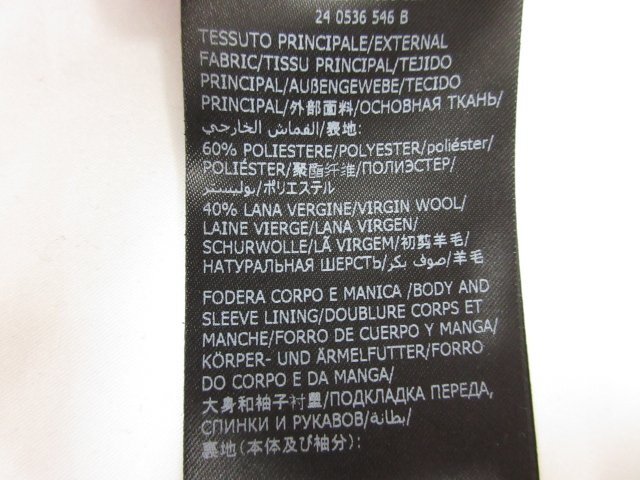 24 0536 546 B
TESSUTO PRINCIPALE/EXTERNAL
FABRIC/TISSU PRINCIPAL/TEJIDO
PRINCIPAL/AUßENGEWEBE/TECIDO
PRINCIPAL/外部面料/ОСНОВНАЯ ТКАНЬ/
القماش الخارجي/裏地:
60% POLIESTERE/POLYESTER/poliéster/
POLIÉSTER/聚酯纤维/ПОЛИЭСТЕР/
بوليستر/ポリエステル
40% LANA VERGINE/VIRGIN WOOL/
LAINE VIERGE/LANA VIRGEN/
SCHURWOLLE/LÃ VIRGEM/初剪羊毛/
НАТУРАЛЬНАЯ ШЕРСТЬ/صوف بكر/羊毛
FODERA CORPO E MANICA /BODY AND
SLEEVE LINING/DOUBLURE CORPS ET
MANCHE/FORRO DE CUERPO Y MANGA/
KÖRPER- UND ÄRMELFUTTER/FORRO
DO CORPO E DA MANGA/
大身和袖子衬里/ПОДКЛАДКА ПЕРЕДА,
СПИНКИ И РУКАВОВ/بطانة/
裏地(本体及び袖分):